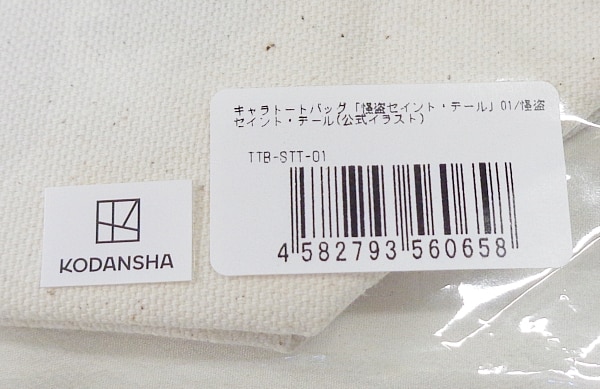 キャラトートバッグ「怪盗セイント・テール」01/怪盗
セイント・テール(公式イラスト)
TTB-STT-01
4 582793 560658
KODANSHA